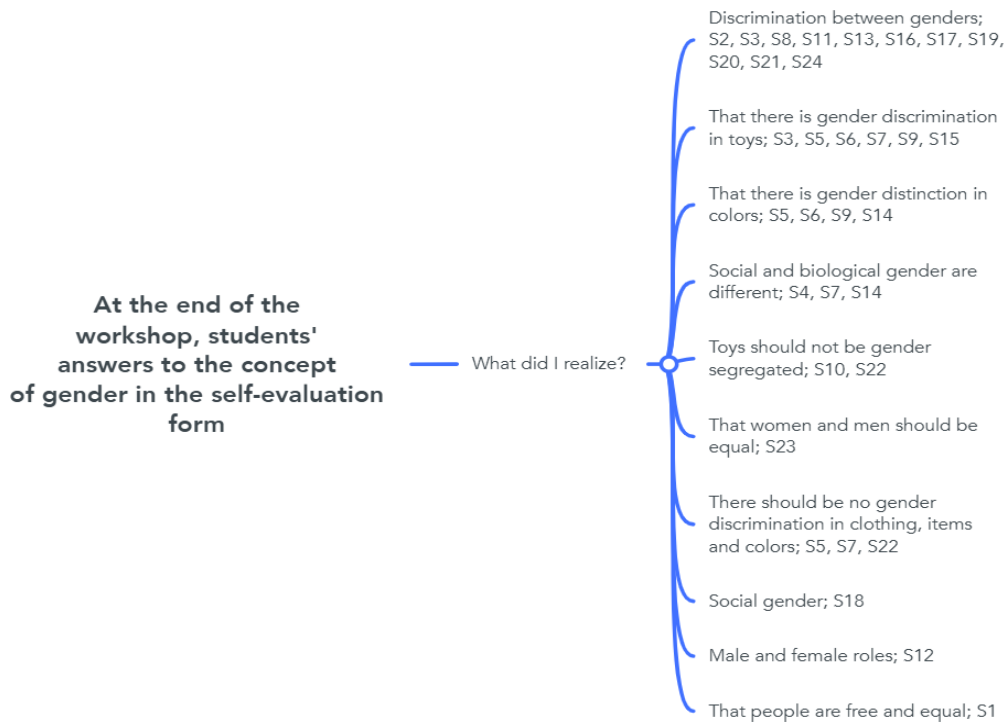 At the end of the
workshop, students'
answers to the concept
of gender in the self-evaluation
form
What did I realize?
Discrimination between genders;
S2, S3, S8, S11, S13, S16, S17, S19,
S20, S21, S24
That there is gender discrimination
in toys; S3, S5, S6, S7, S9, S15
That there is gender distinction in
colors; S5, S6, S9, S14
Social and biological gender are
different; S4, S7, S14
Toys should not be gender
segregated; S10, S22
That women and men should be
equal; S23
There should be no gender
discrimination in clothing, items
and colors; S5, S7, S22
Social gender; S18
Male and female roles; S12
That people are free and equal; S1